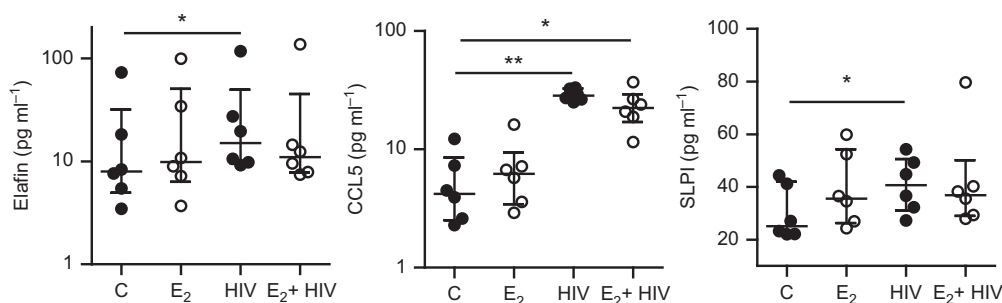 Elafin (pg ml⁻¹)
100
10
1
*
C E₂ HIV E₂+ HIV
CCL5 (pg ml⁻¹)
100
10
1
*
**
C E₂ HIV E₂+ HIV
SLPI (pg ml⁻¹)
100
80
60
40
20
*
C E₂ HIV E₂+ HIV